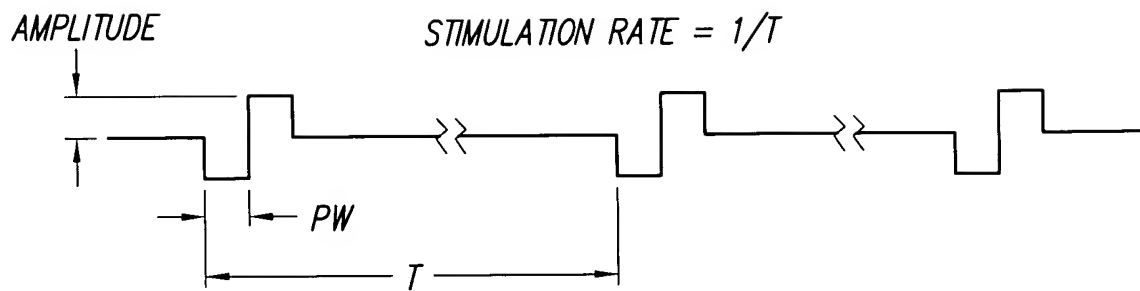 AMPLITUDE
STIMULATION RATE = 1/T
PW
T